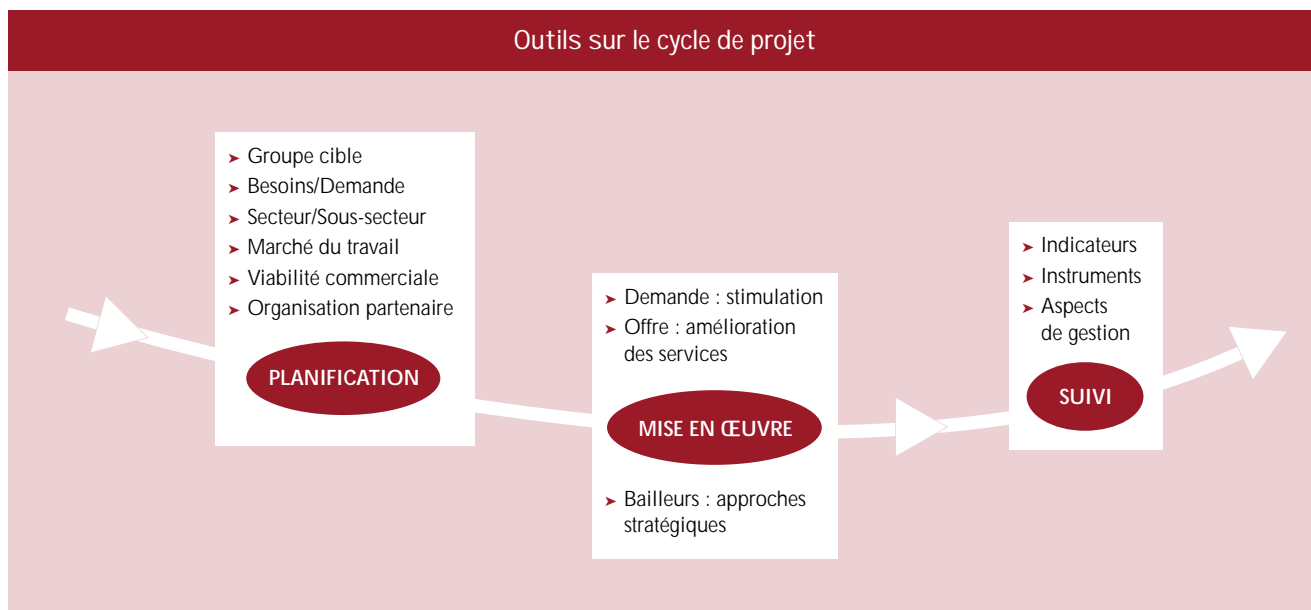 Outils sur le cycle de projet
➤ Groupe cible
➤ Besoins/Demande
➤ Secteur/Sous-secteur
➤ Marché du travail
➤ Viabilité commerciale
➤ Organisation partenaire
PLANIFICATION
➤ Demande : stimulation
➤ Offre : amélioration
des services
MISE EN ŒUVRE
➤ Bailleurs : approches
stratégiques
➤ Indicateurs
➤ Instruments
➤ Aspects
de gestion
SUIVI